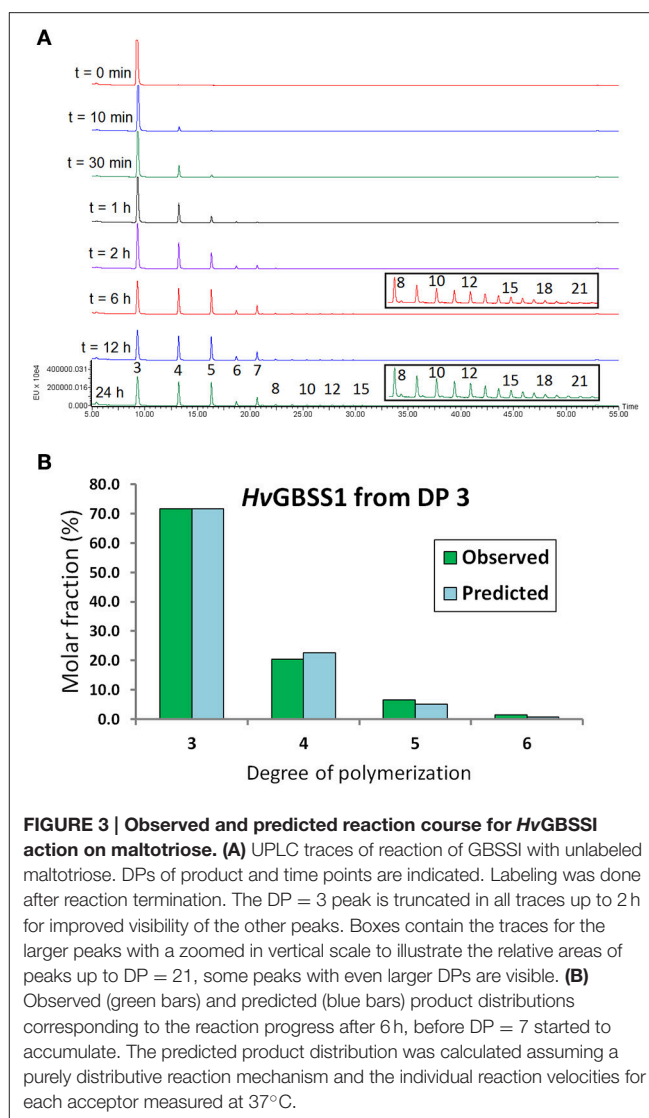 A
t = 0 min
t = 10 min
t = 30 min
t = 1 h
t = 2 h
8 10 12 15 18 21
t = 6 h
t = 12 h
EU x 10e4
400000.031
200000.016
0.000
3 4 5 6 7
8 10 12 15
8 10 12 15 18 21
24 h
Time
5.00 10.00 15.00 20.00 25.00 30.00 35.00 40.00 45.00 50.00 55.00
B
HvGBSS1 from DP 3
80.0
70.0
60.0
50.0
40.0
30.0
20.0
10.0
0.0
Molar fraction (%)
Observed
Predicted
3 4 5 6
Degree of polymerization
FIGURE 3 | Observed and predicted reaction course for HvGBSSI
action on maltotriose. (A) UPLC traces of reaction of GBSSI with unlabeled
maltotriose. DPs of product and time points are indicated. Labeling was done
after reaction termination. The DP = 3 peak is truncated in all traces up to 2 h
for improved visibility of the other peaks. Boxes contain the traces for the
larger peaks with a zoomed in vertical scale to illustrate the relative areas of
peaks up to DP = 21, some peaks with even larger DPs are visible. (B)
Observed (green bars) and predicted (blue bars) product distributions
corresponding to the reaction progress after 6 h, before DP = 7 started to
accumulate. The predicted product distribution was calculated assuming a
purely distributive reaction mechanism and the individual reaction velocities for
each acceptor measured at 37°C.